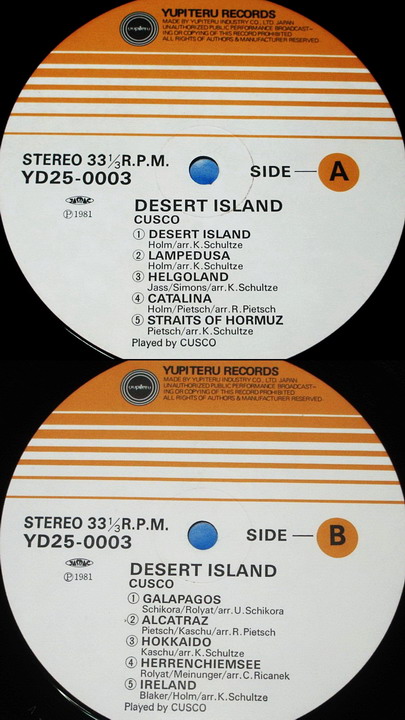 yupiteru
YUPITERU RECORDS
MADE BY YUPITERU INDUSTRY CO., LTD. JAPAN
UNAUTHORIZED PUBLIC PERFORMANCE BROADCAST-
ING OR COPYING OF THIS RECORD PROHIBITED
ALL RIGHTS OF AUTHORS & MANUFACTURER RESERVED
STEREO 33⅓R.P.M.
YD25-0003
SIDE — A
JASRAC
Ⓟ1981
DESERT ISLAND
CUSCO
① DESERT ISLAND
Holm/arr.K.Schultze
② LAMPEDUSA
Holm/arr.K.Schultze
③ HELGOLAND
Jass/Simons/arr.K.Schultze
④ CATALINA
Holm/Pietsch/arr.R.Pietsch
⑤ STRAITS OF HORMUZ
Pietsch/arr.K.Schultze
Played by CUSCO
yupiteru
YUPITERU RECORDS
MADE BY YUPITERU INDUSTRY CO., LTD. JAPAN
UNAUTHORIZED PUBLIC PERFORMANCE BROADCAST-
ING OR COPYING OF THIS RECORD PROHIBITED
ALL RIGHTS OF AUTHORS & MANUFACTURER RESERVED.
STEREO 33⅓R.P.M.
YD25-0003
SIDE — B
JASRAC
Ⓟ1981
DESERT ISLAND
CUSCO
① GALAPAGOS
Schikora/Rolyat/arr.U.Schikora
② ALCATRAZ
Pietsch/Kaschu/arr.R.Pietsch
③ HOKKAIDO
Kaschu/arr.K.Schultze
④ HERRENCHIEMSEE
Rolyat/Meinunger/arr.C.Ricanek
⑤ IRELAND
Blaker/Holm/arr.K.Schultze
Played by CUSCO